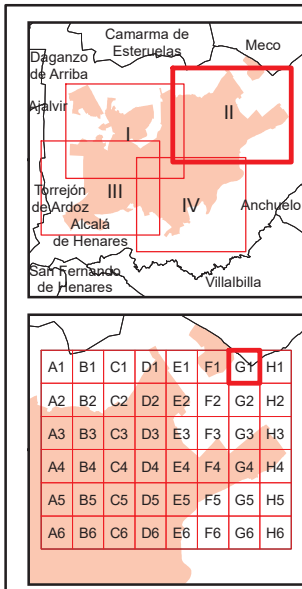 Camarma de
Esteruelas
Meco
Daganzo
de Arriba
Ajalvir
I
II
III
IV
Torrejón
de Ardoz
Alcalá
de Henares
Anchuelo
San Fernando
de Henares
Villalbilla
A1 B1 C1 D1 E1 F1 G1 H1
A2 B2 C2 D2 E2 F2 G2 H2
A3 B3 C3 D3 E3 F3 G3 H3
A4 B4 C4 D4 E4 F4 G4 H4
A5 B5 C5 D5 E5 F5 G5 H5
A6 B6 C6 D6 E6 F6 G6 H6